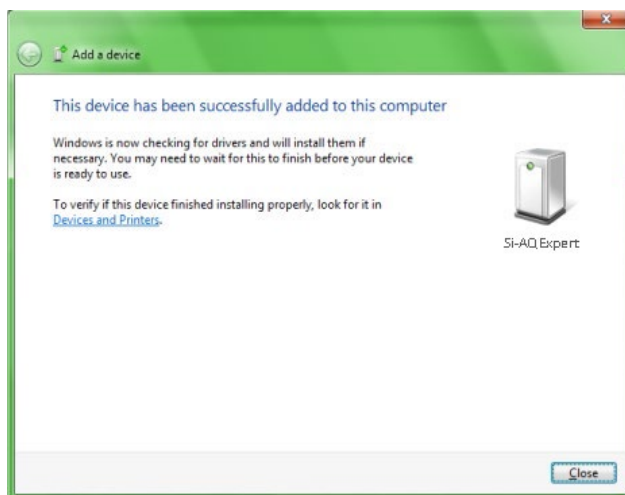 Add a device
This device has been successfully added to this computer
Windows is now checking for drivers and will install them if
necessary. You may need to wait for this to finish before your device
is ready to use.
To verify if this device finished installing properly, look for it in
Devices and Printers.
Si-AQ Expert
Close